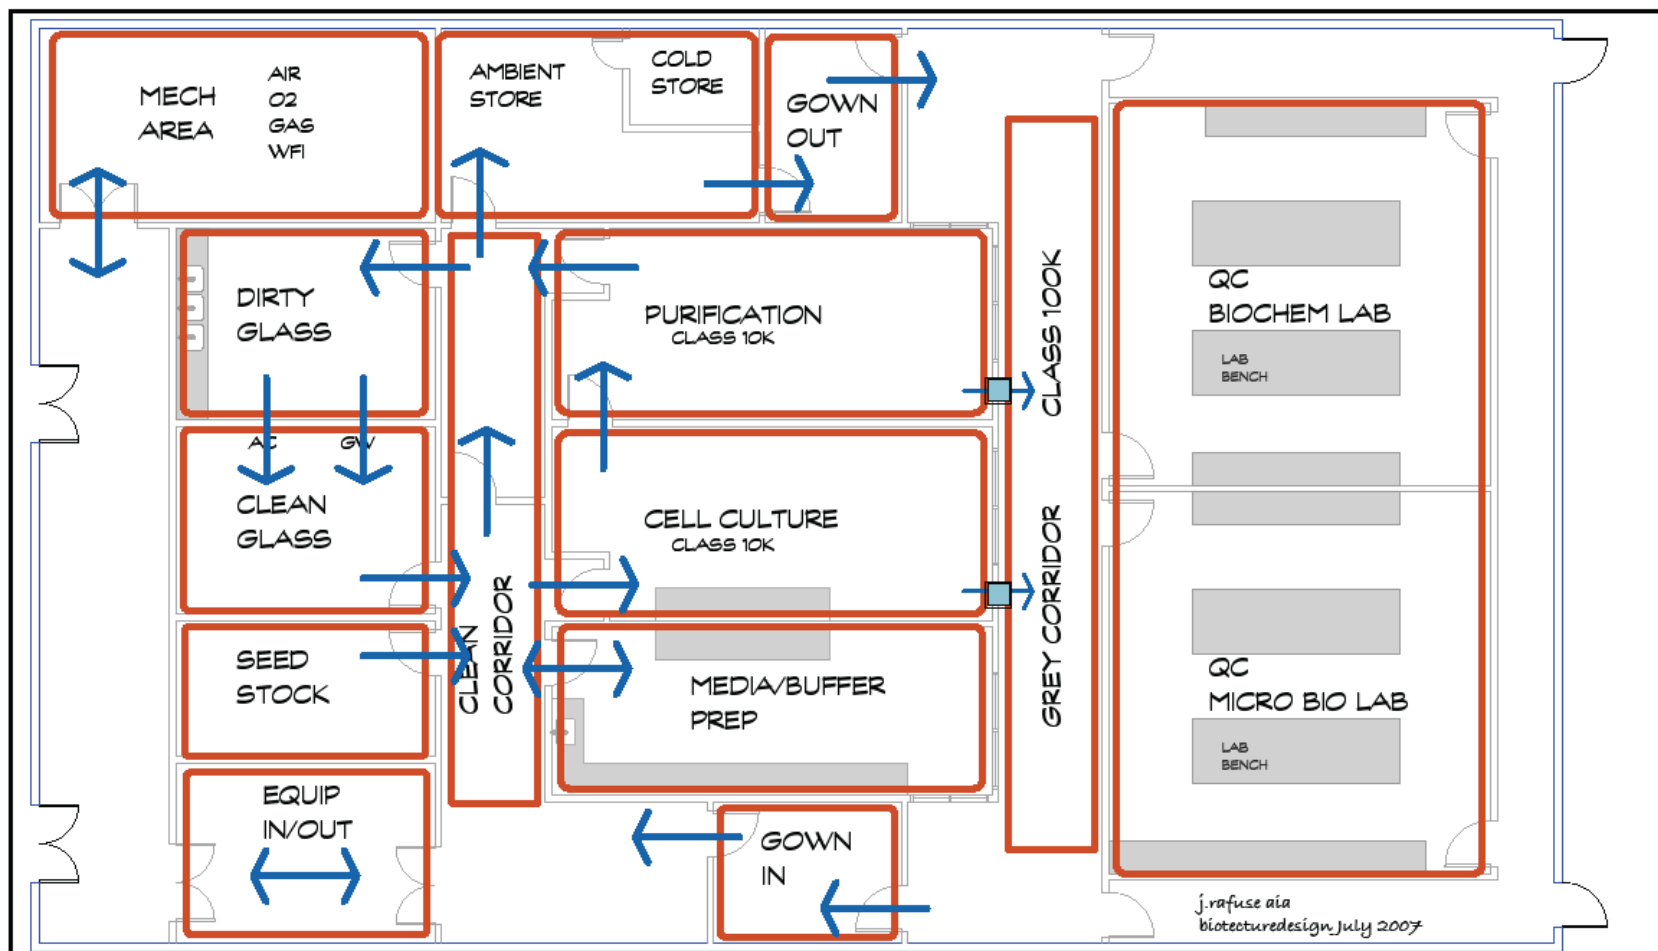 MECH
AREA
AIR
O2
GAS
WFI
AMBIENT
STORE
COLD
STORE
GOWN
OUT
DIRTY
GLASS
PURIFICATION
CLASS 10K
CLASS 100K
QC
BIOCHEM LAB
LAB
BENCH
AC
GW
CLEAN
GLASS
CELL CULTURE
CLASS 10K
CLEAN
CORRIDOR
GREY CORRIDOR
SEED
STOCK
MEDIA/BUFFER
PREP
QC
MICRO BIO LAB
LAB
BENCH
EQUIP
IN/OUT
GOWN
IN
j.rafuse aia
biotecturedesign July 2007